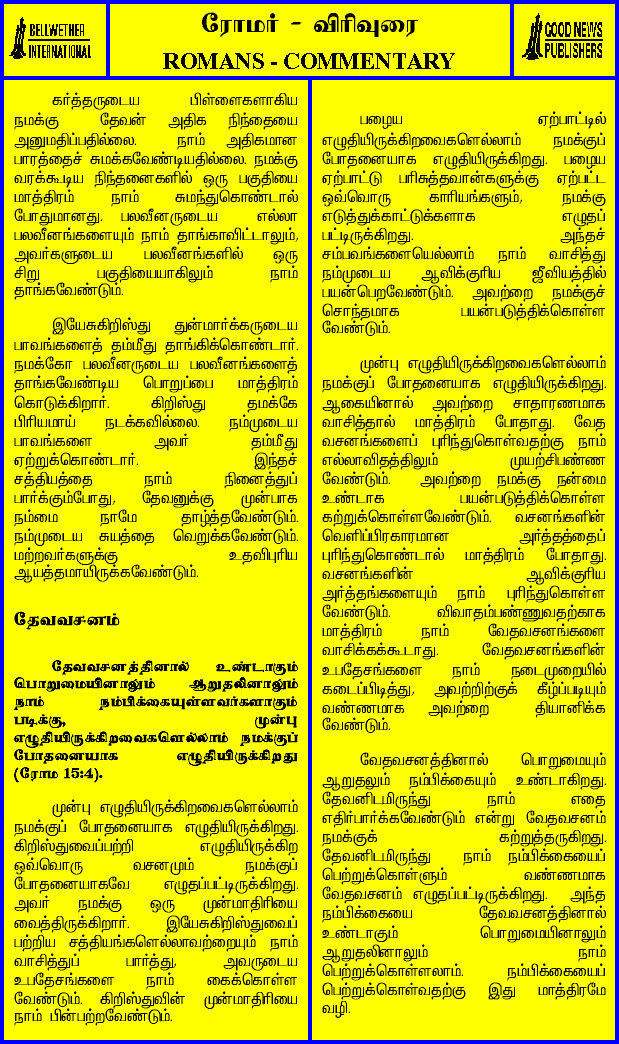 BELLWETHER
INTERNATIONAL
ரோமர் - விரிவுரை
ROMANS - COMMENTARY
GOOD NEWS
PUBLISHERS
கர்த்தருடைய பிள்ளைகளாகிய
நமக்கு தேவன் அதிக நிந்தையை
அனுமதிப்பதில்லை. நாம் அதிகமான
பாரத்தைச் சுமக்கவேண்டியதில்லை. நமக்கு
வரக்கூடிய நிந்தனைகளில் ஒரு பகுதியை
மாத்திரம் நாம் சுமந்துகொண்டால்
போதுமானது. பலவீனருடைய எல்லா
பலவீனங்களையும் நாம் தாங்காவிட்டாலும்,
அவர்களுடைய பலவீனங்களில் ஒரு
சிறு பகுதியையாகிலும் நாம்
தாங்கவேண்டும்.
இயேசுகிறிஸ்து துன்மார்க்கருடைய
பாவங்களைத் தம்மீது தாங்கிக்கொண்டார்.
நமக்கோ பலவீனருடைய பலவீனங்களைத்
தாங்கவேண்டிய பொறுப்பை மாத்திரம்
கொடுக்கிறார். கிறிஸ்து தமக்கே
பிரியமாய் நடக்கவில்லை. நம்முடைய
பாவங்களை அவர் தம்மீது
ஏற்றுக்கொண்டார். இந்தச்
சத்தியத்தை நாம் நினைத்துப்
பார்க்கும்போது, தேவனுக்கு முன்பாக
நம்மை நாமே தாழ்த்தவேண்டும்.
நம்முடைய சுயத்தை வெறுக்கவேண்டும்.
மற்றவர்களுக்கு உதவிபுரிய
ஆயத்தமாயிருக்கவேண்டும்.
தேவவசனம்
தேவவசனத்தினால் உண்டாகும்
பொறுமையினாலும் ஆறுதலினாலும்
நாம் நம்பிக்கையுள்ளவர்களாகும்
படிக்கு, முன்பு
எழுதியிருக்கிறவைகளெல்லாம் நமக்குப்
போதனையாக எழுதியிருக்கிறது
(ரோம 15:4).
முன்பு எழுதியிருக்கிறவைகளெல்லாம்
நமக்குப் போதனையாக எழுதியிருக்கிறது.
கிறிஸ்துவைப்பற்றி எழுதியிருக்கிற
ஒவ்வொரு வசனமும் நமக்குப்
போதனையாகவே எழுதப்பட்டிருக்கிறது.
அவர் நமக்கு ஒரு முன்மாதிரியை
வைத்திருக்கிறார். இயேசுகிறிஸ்துவைப்
பற்றிய சத்தியங்களெல்லாவற்றையும் நாம்
வாசித்துப் பார்த்து, அவருடைய
உபதேசங்களை நாம் கைக்கொள்ள
வேண்டும். கிறிஸ்துவின் முன்மாதிரியை
நாம் பின்பற்றவேண்டும்.
பழைய ஏற்பாட்டில்
எழுதியிருக்கிறவைகளெல்லாம் நமக்குப்
போதனையாக எழுதியிருக்கிறது. பழைய
ஏற்பாட்டு பரிசுத்தவான்களுக்கு ஏற்பட்ட
ஒவ்வொரு காரியங்களும், நமக்கு
எடுத்துக்காட்டுக்களாக எழுதப்
பட்டிருக்கிறது. அந்தச்
சம்பவங்களையெல்லாம் நாம் வாசித்து
நம்முடைய ஆவிக்குரிய ஜீவியத்தில்
பயன்பெறவேண்டும். அவற்றை நமக்குச்
சொந்தமாக பயன்படுத்திக்கொள்ள
வேண்டும்.
முன்பு எழுதியிருக்கிறவைகளெல்லாம்
நமக்குப் போதனையாக எழுதியிருக்கிறது.
ஆகையினால் அவற்றை சாதாரணமாக
வாசித்தால் மாத்திரம் போதாது. வேத
வசனங்களைப் புரிந்துகொள்வதற்கு நாம்
எல்லாவிதத்திலும் முயற்சிபண்ண
வேண்டும். அவற்றை நமக்கு நன்மை
உண்டாக பயன்படுத்திக்கொள்ள
கற்றுக்கொள்ளவேண்டும். வசனங்களின்
வெளிப்பிரகாரமான அர்த்தத்தைப்
புரிந்துகொண்டால் மாத்திரம் போதாது.
வசனங்களின் ஆவிக்குரிய
அர்த்தங்களையும் நாம் புரிந்துகொள்ள
வேண்டும். விவாதம்பண்ணுவதற்காக
மாத்திரம் நாம் வேதவசனங்களை
வாசிக்கக்கூடாது. வேதவசனங்களின்
உபதேசங்களை நாம் நடைமுறையில்
கடைப்பிடித்து, அவற்றிற்குக் கீழ்ப்படியும்
வண்ணமாக அவற்றை தியானிக்க
வேண்டும்.
வேதவசனத்தினால் பொறுமையும்
ஆறுதலும் நம்பிக்கையும் உண்டாகிறது.
தேவனிடமிருந்து நாம் எதை
எதிர்பார்க்கவேண்டும் என்று வேதவசனம்
நமக்குக் கற்றுத்தருகிறது.
தேவனிடமிருந்து நாம் நம்பிக்கையைப்
பெற்றுக்கொள்ளும் வண்ணமாக
வேதவசனம் எழுதப்பட்டிருக்கிறது. அந்த
நம்பிக்கையை தேவவசனத்தினால்
உண்டாகும் பொறுமையினாலும்
ஆறுதலினாலும் நாம்
பெற்றுக்கொள்ளலாம். நம்பிக்கையைப்
பெற்றுக்கொள்வதற்கு இது மாத்திரமே
வழி.